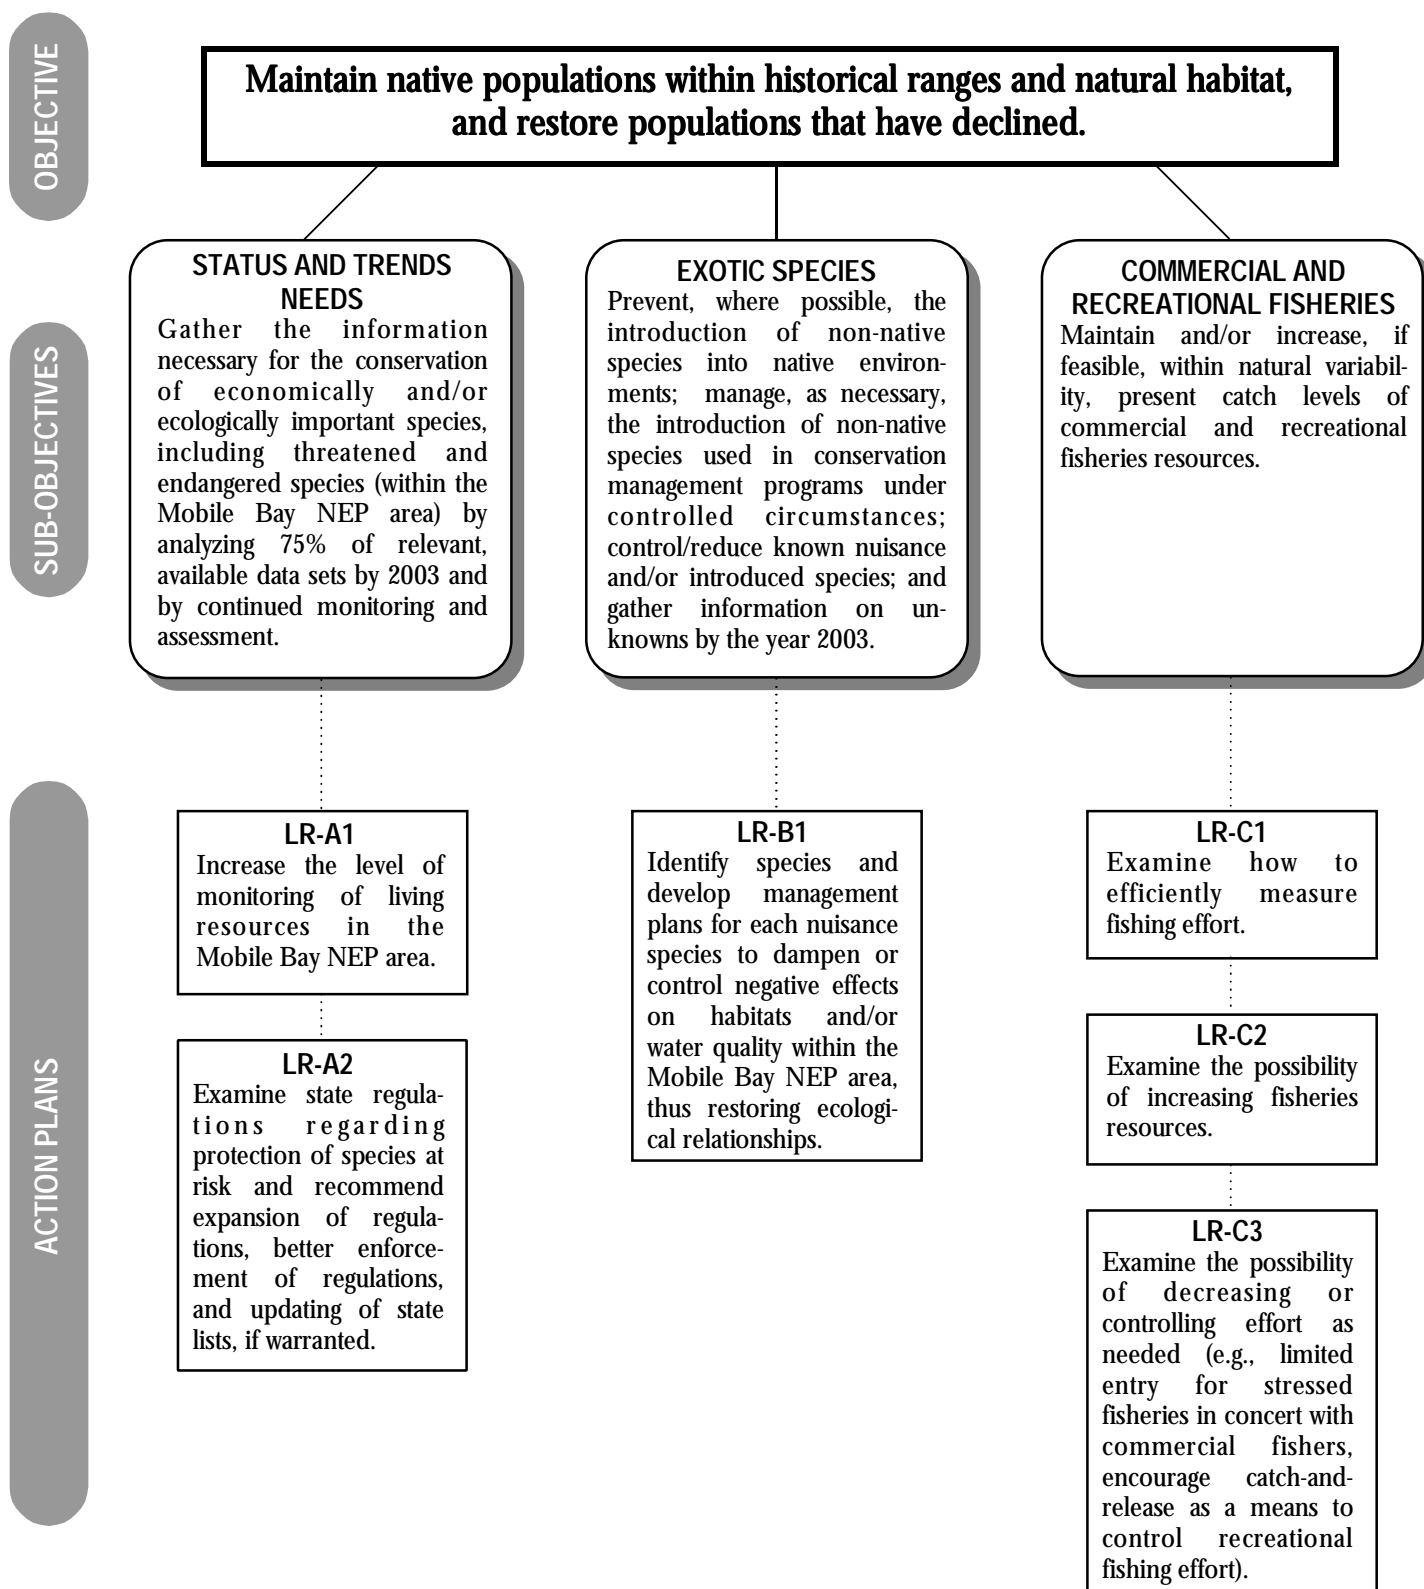 OBJECTIVE
Maintain native populations within historical ranges and natural habitat,
and restore populations that have declined.
SUB-OBJECTIVES
STATUS AND TRENDS
NEEDS
Gather the information
necessary for the conservation
of economically and/or
ecologically important species,
including threatened and
endangered species (within the
Mobile Bay NEP area) by
analyzing 75% of relevant,
available data sets by 2003 and
by continued monitoring and
assessment.
EXOTIC SPECIES
Prevent, where possible, the
introduction of non-native
species into native environ-
ments; manage, as necessary,
the introduction of non-native
species used in conservation
management programs under
controlled circumstances;
control/reduce known nuisance
and/or introduced species; and
gather information on un-
knowns by the year 2003.
COMMERCIAL AND
RECREATIONAL FISHERIES
Maintain and/or increase, if
feasible, within natural variabil-
ity, present catch levels of
commercial and recreational
fisheries resources.
ACTION PLANS
LR-A1
Increase the level of
monitoring of living
resources in the
Mobile Bay NEP area.
LR-A2
Examine state regula-
tions regarding
protection of species at
risk and recommend
expansion of regula-
tions, better enforce-
ment of regulations,
and updating of state
lists, if warranted.
LR-B1
Identify species and
develop management
plans for each nuisance
species to dampen or
control negative effects
on habitats and/or
water quality within the
Mobile Bay NEP area,
thus restoring ecologi-
cal relationships.
LR-C1
Examine how to
efficiently measure
fishing effort.
LR-C2
Examine the possibility
of increasing fisheries
resources.
LR-C3
Examine the possibility
of decreasing or
controlling effort as
needed (e.g., limited
entry for stressed
fisheries in concert with
commercial fishers,
encourage catch-and-
release as a means to
control recreational
fishing effort).